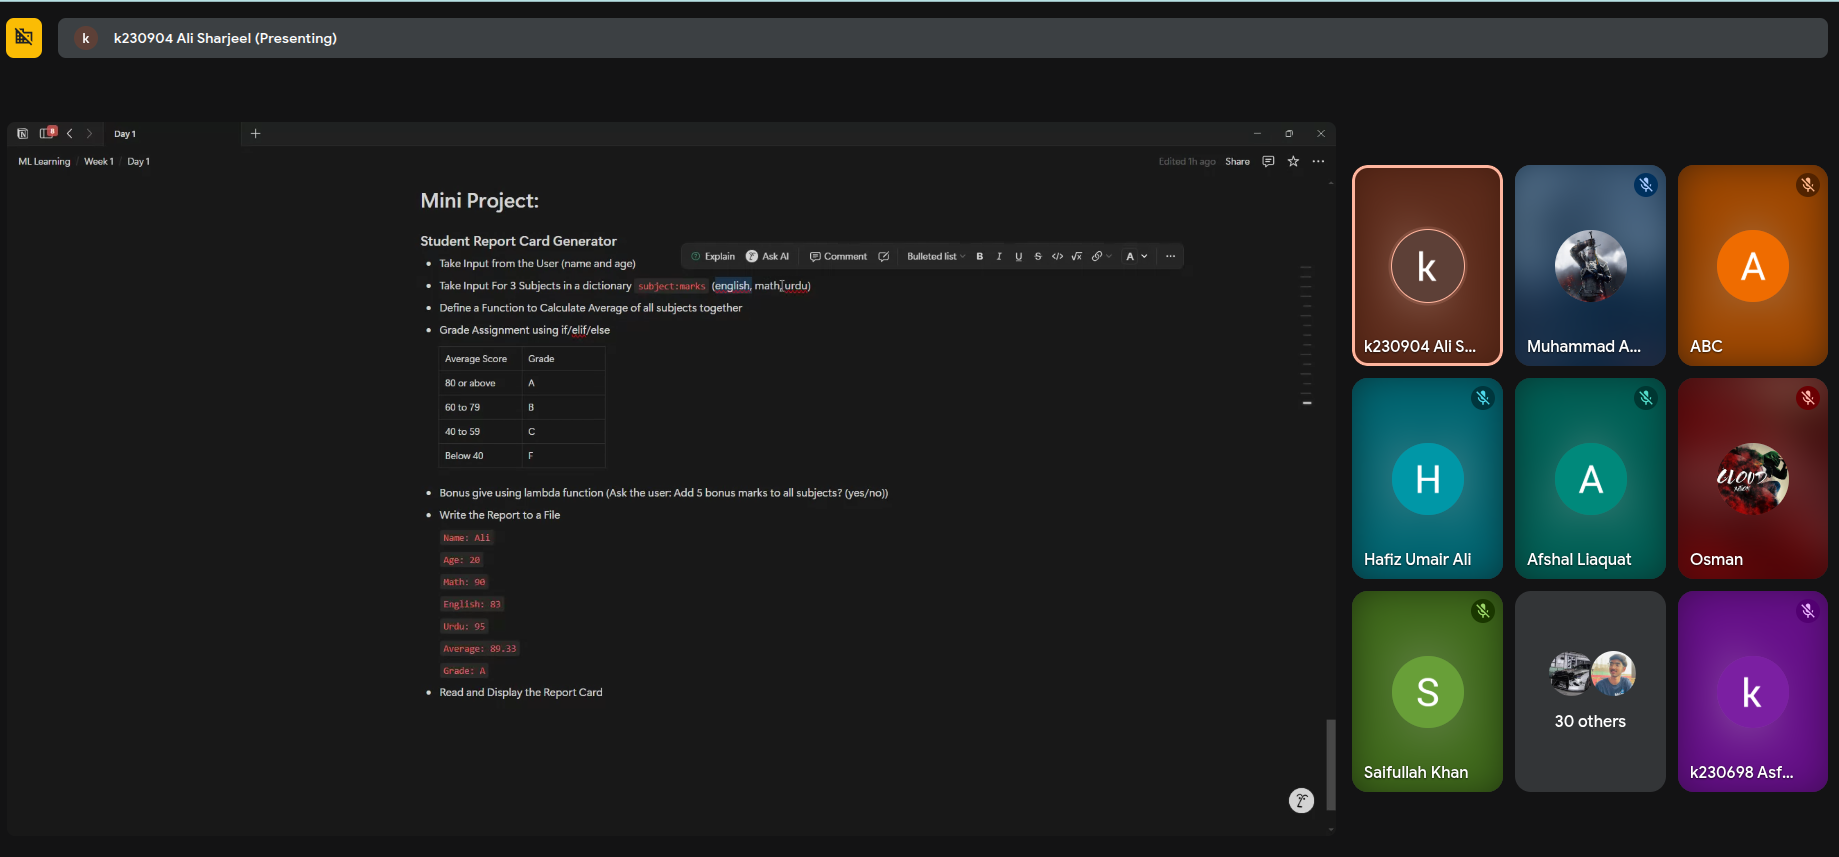 k
k230904 Ali Sharjeel (Presenting)
8
Day 1
ML Learning / Week 1 / Day 1
Edited 1h ago
Share
Mini Project:
Student Report Card Generator
Explain
Ask AI
Comment
Bulleted list
B I U S </> √x
A
Take Input from the User (name and age)
Take Input For 3 Subjects in a dictionary subject:marks (english, math, urdu)
Define a Function to Calculate Average of all subjects together
Grade Assignment using if/elif/else
Average Score Grade
80 or above A
60 to 79 B
40 to 59 C
Below 40 F
Bonus give using lambda function (Ask the user: Add 5 bonus marks to all subjects? (yes/no))
Write the Report to a File
Name: Ali
Age: 20
Math: 90
English: 83
Urdu: 95
Average: 89.33
Grade: A
Read and Display the Report Card
k
k230904 Ali S...
Muhammad A...
A
ABC
H
Hafiz Umair Ali
A
Afshal Liaquat
Osman
S
Saifullah Khan
30 others
k
k230698 Asf...